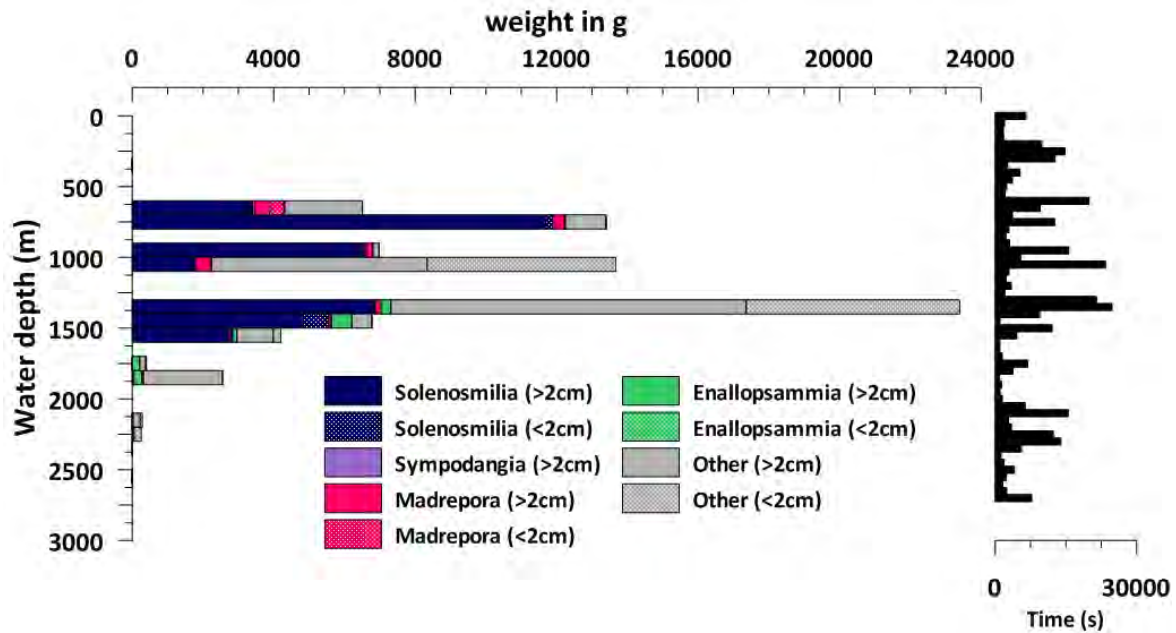 weight in g
0 4000 8000 12000 16000 20000 24000
Water depth (m)
0
500
1000
1500
2000
2500
3000
Solenosmilia (>2cm)
Solenosmilia (<2cm)
Sympodangia (>2cm)
Madrepora (>2cm)
Madrepora (<2cm)
Enallopsammia (>2cm)
Enallopsammia (<2cm)
Other (>2cm)
Other (<2cm)
0 30000
Time (s)